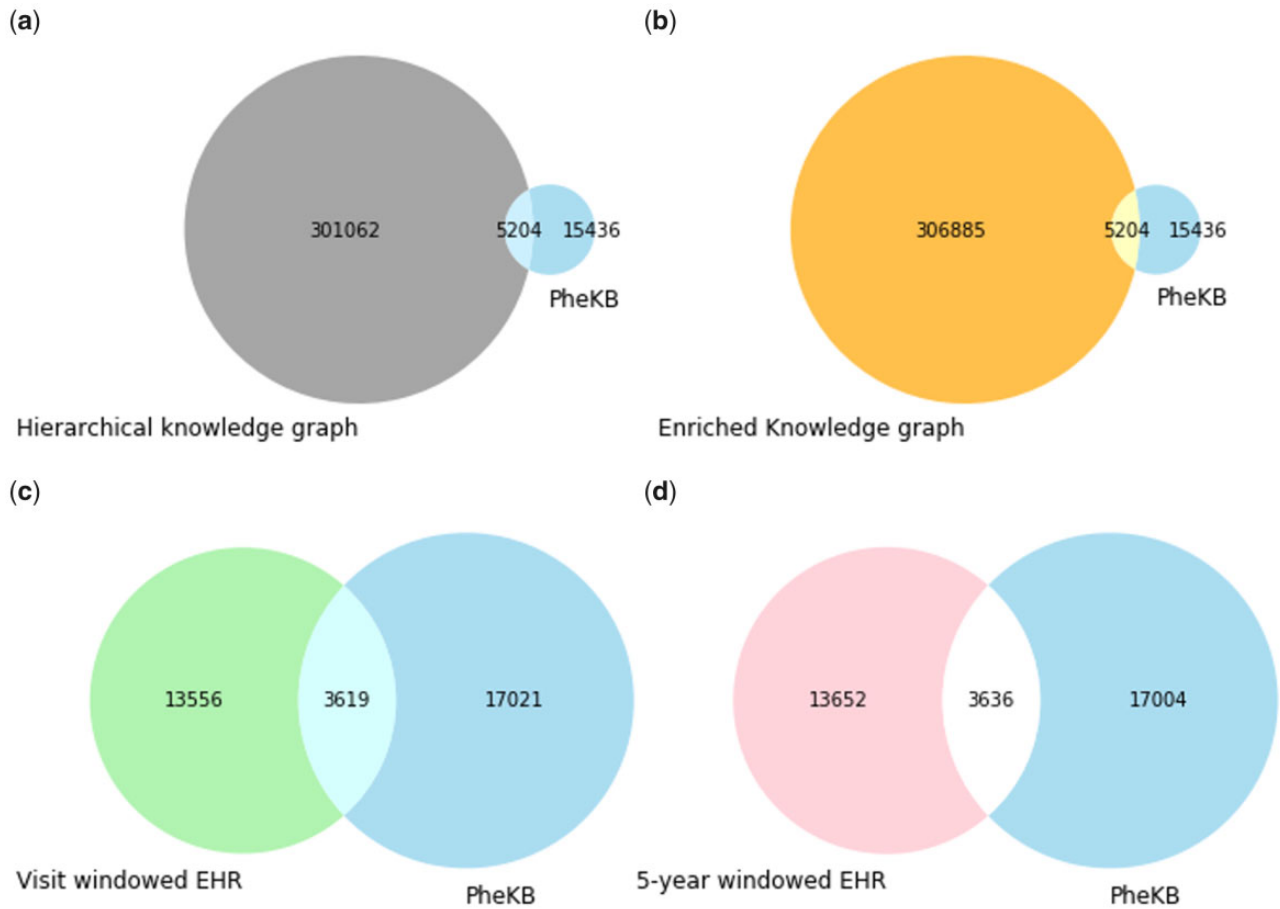 (a)
(b)
301062
5204
15436
PheKB
Hierarchical knowledge graph
306885
5204
15436
PheKB
Enriched Knowledge graph
(c)
(d)
13556
3619
17021
Visit windowed EHR
PheKB
13652
3636
17004
5-year windowed EHR
PheKB